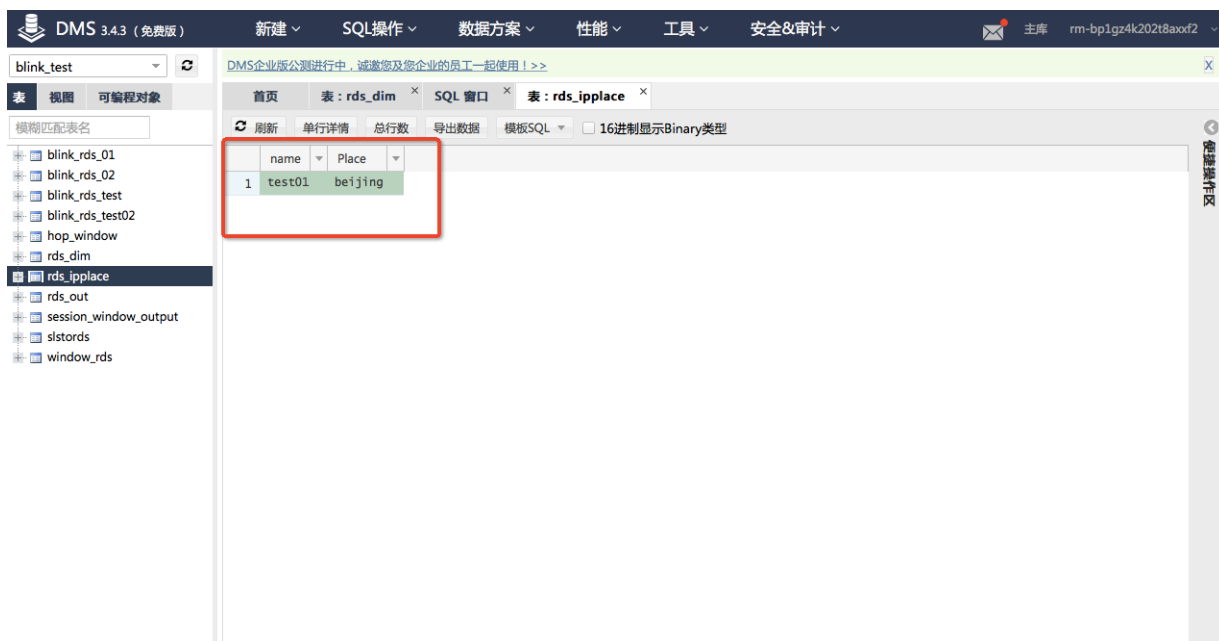 DMS 3.4.3 ( 免费版 ) 新建 SQL操作 数据方案 性能 工具 安全&审计 主库 rm-bp1gz4k202t8axxf2
blink_test DMS企业版公测进行中，诚邀您及您企业的员工一起使用！>> X
表 视图 可编程对象 首页 表 : rds_dim × SQL 窗口 × 表 : rds_ipplace ×
模糊匹配表名 刷新 单行详情 总行数 导出数据 模板SQL 16进制显示Binary类型
便捷操作区
name Place
1 test01 beijing
blink_rds_01
blink_rds_02
blink_rds_test
blink_rds_test02
hop_window
rds_dim
rds_ipplace
rds_out
session_window_output
slstords
window_rds